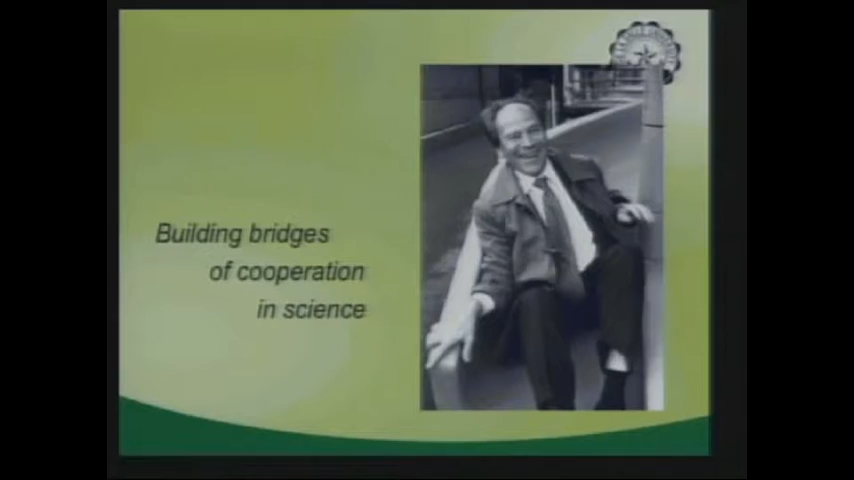 Building bridges
of cooperation
in science